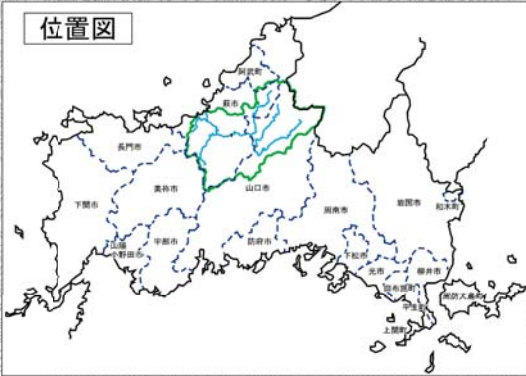 位置図
阿武町
萩市
長門市
美祢市
山口市
下関市
周南市
岩国市
和木町
山陽
小野田市
宇部市
防府市
下松市
光市
柳井市
田布施町
平生町
周防大島町
上関町